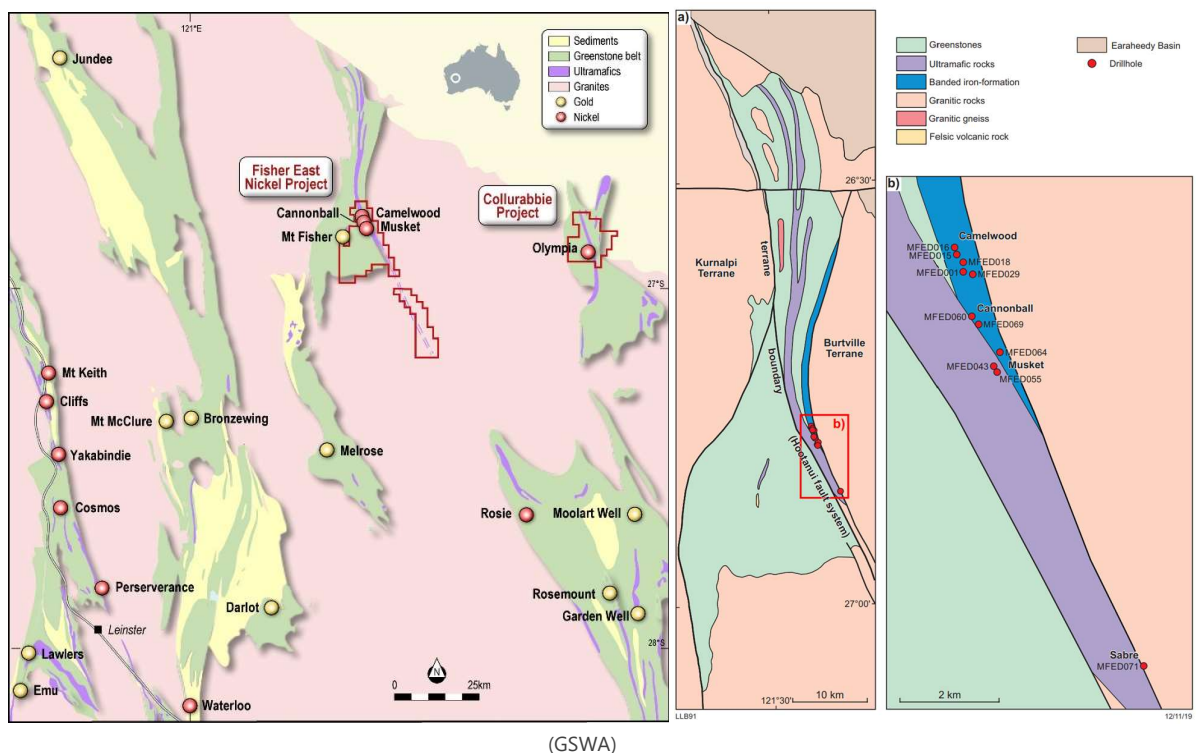 121°E
Jundee
Sediments
Greenstone belt
Ultramafics
Granites
Gold
Nickel
Fisher East
Nickel Project
Cannonball
Camelwood
Musket
Mt Fisher
Collurabbie
Project
Olympia
27°S
Mt Keith
Cliffs
Mt McClure
Bronzewing
Yakabindie
Melrose
Cosmos
Rosie
Moolart Well
Perserverance
Darlot
Rosemount
Garden Well
Leinster
28°S
Lawlers
Emu
N
0
25km
Waterloo
a)
Greenstones
Ultramafic rocks
Banded iron-formation
Granitic rocks
Granitic gneiss
Felsic volcanic rock
Earaheedy Basin
Drillhole
26°30'
Kurnalpi
Terrane
terrane
boundary
(Hootanui fault system)
Burtville
Terrane
b)
27°00'
10 km
121°30'
LLB91
b)
Camelwood
MFED016
MFED015
MFED018
MFED001
MFED029
Cannonball
MFED060
MFED069
MFED064
Musket
MFED043
MFED055
Sabre
MFED071
2 km
12/11/19
(GSWA)